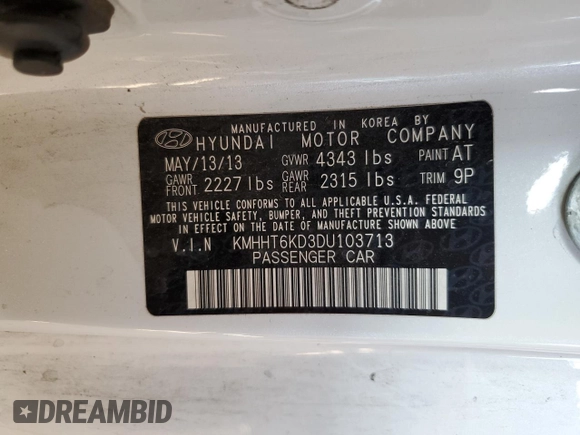 MANUFACTURED IN KOREA BY
HYUNDAI MOTOR COMPANY
MAY/13/13 GVWR 4343 lbs PAINT AT
GAWR FRONT 2227 lbs GAWR REAR 2315 lbs TRIM 9P
THIS VEHICLE CONFORMS TO ALL APPLICABLE U.S.A. FEDERAL
MOTOR VEHICLE SAFETY, BUMPER, AND THEFT PREVENTION
STANDARDS IN EFFECT ON THE DATE OF MANUFACTURE SHOWN ABOVE
V.I.N KMHHT6KD3DU103713
PASSENGER CAR
#DREAMBID